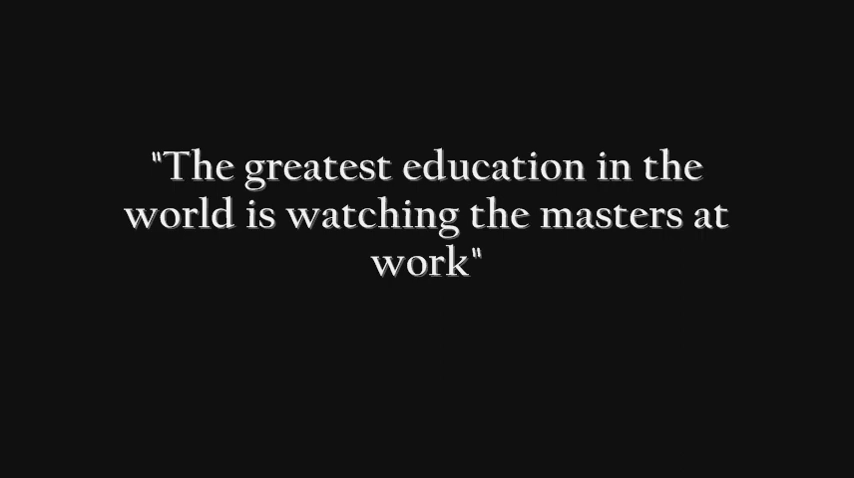 "The greatest education in the
world is watching the masters at
work"